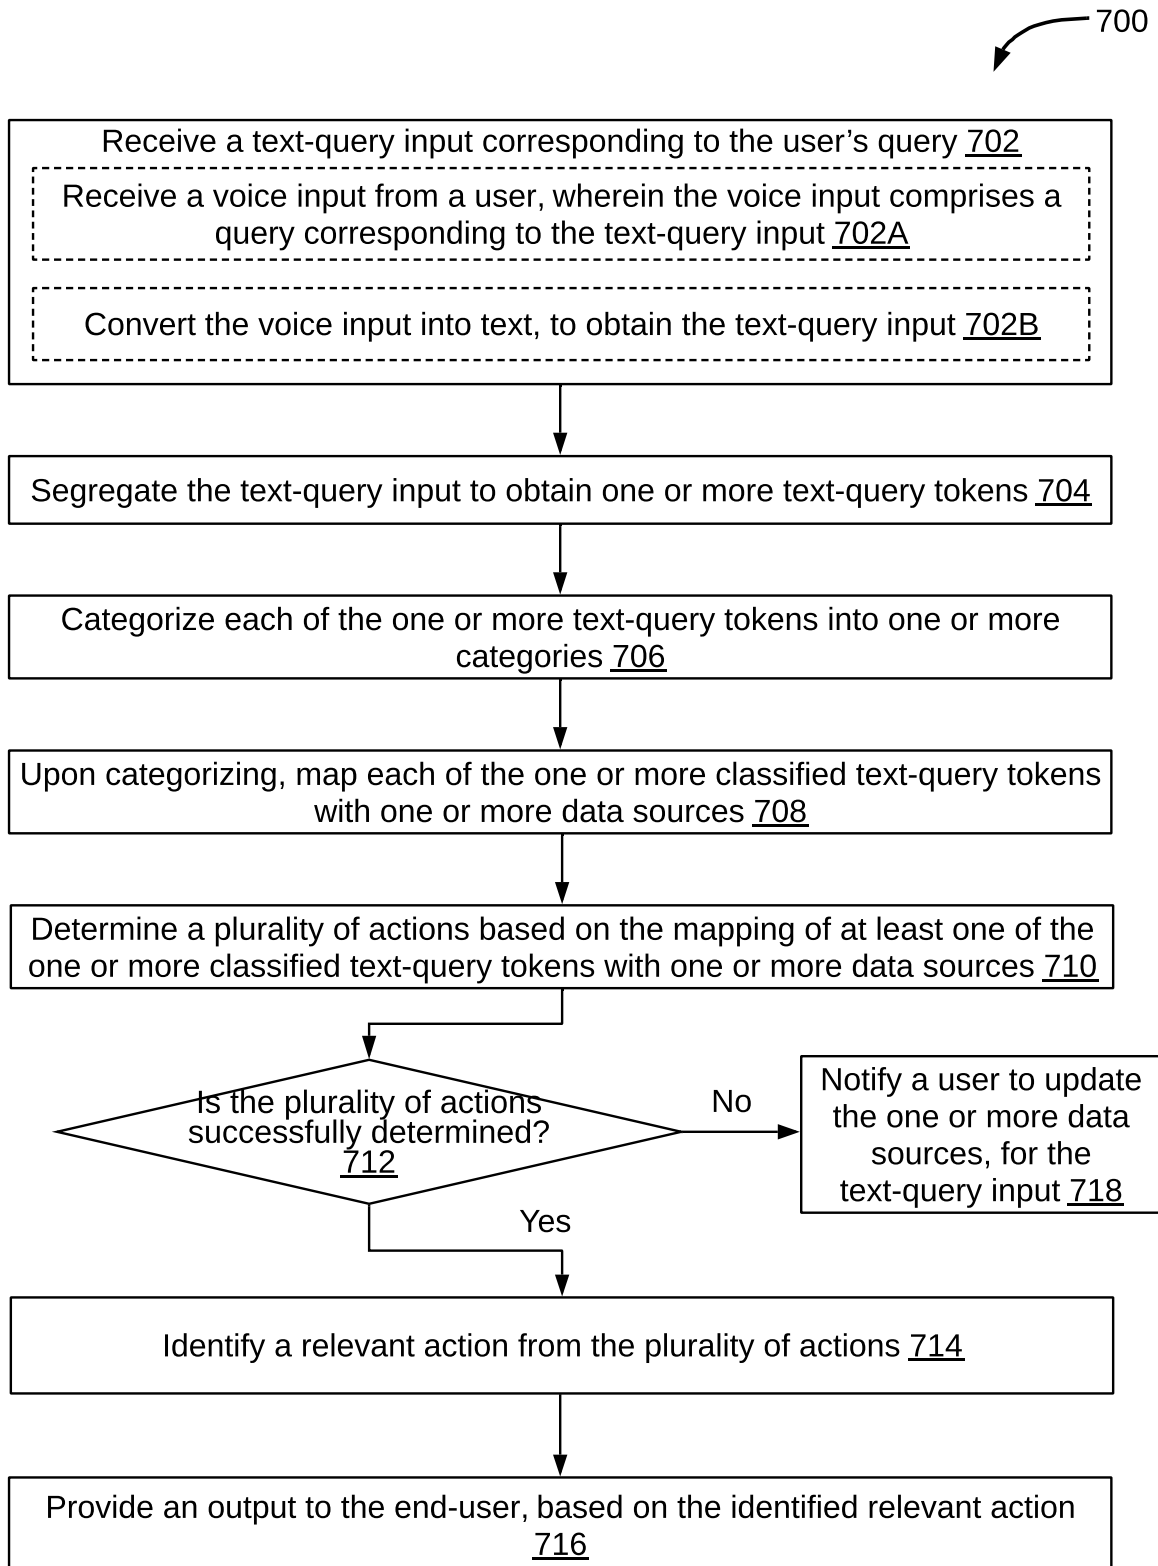 700
Receive a text-query input corresponding to the user’s query 702
Receive a voice input from a user, wherein the voice input comprises a
query corresponding to the text-query input 702A
Convert the voice input into text, to obtain the text-query input 702B
Segregate the text-query input to obtain one or more text-query tokens 704
Categorize each of the one or more text-query tokens into one or more
categories 706
Upon categorizing, map each of the one or more classified text-query tokens
with one or more data sources 708
Determine a plurality of actions based on the mapping of at least one of the
one or more classified text-query tokens with one or more data sources 710
Is the plurality of actions
successfully determined?
712
No
Notify a user to update
the one or more data
sources, for the
text-query input 718
Yes
Identify a relevant action from the plurality of actions 714
Provide an output to the end-user, based on the identified relevant action
716